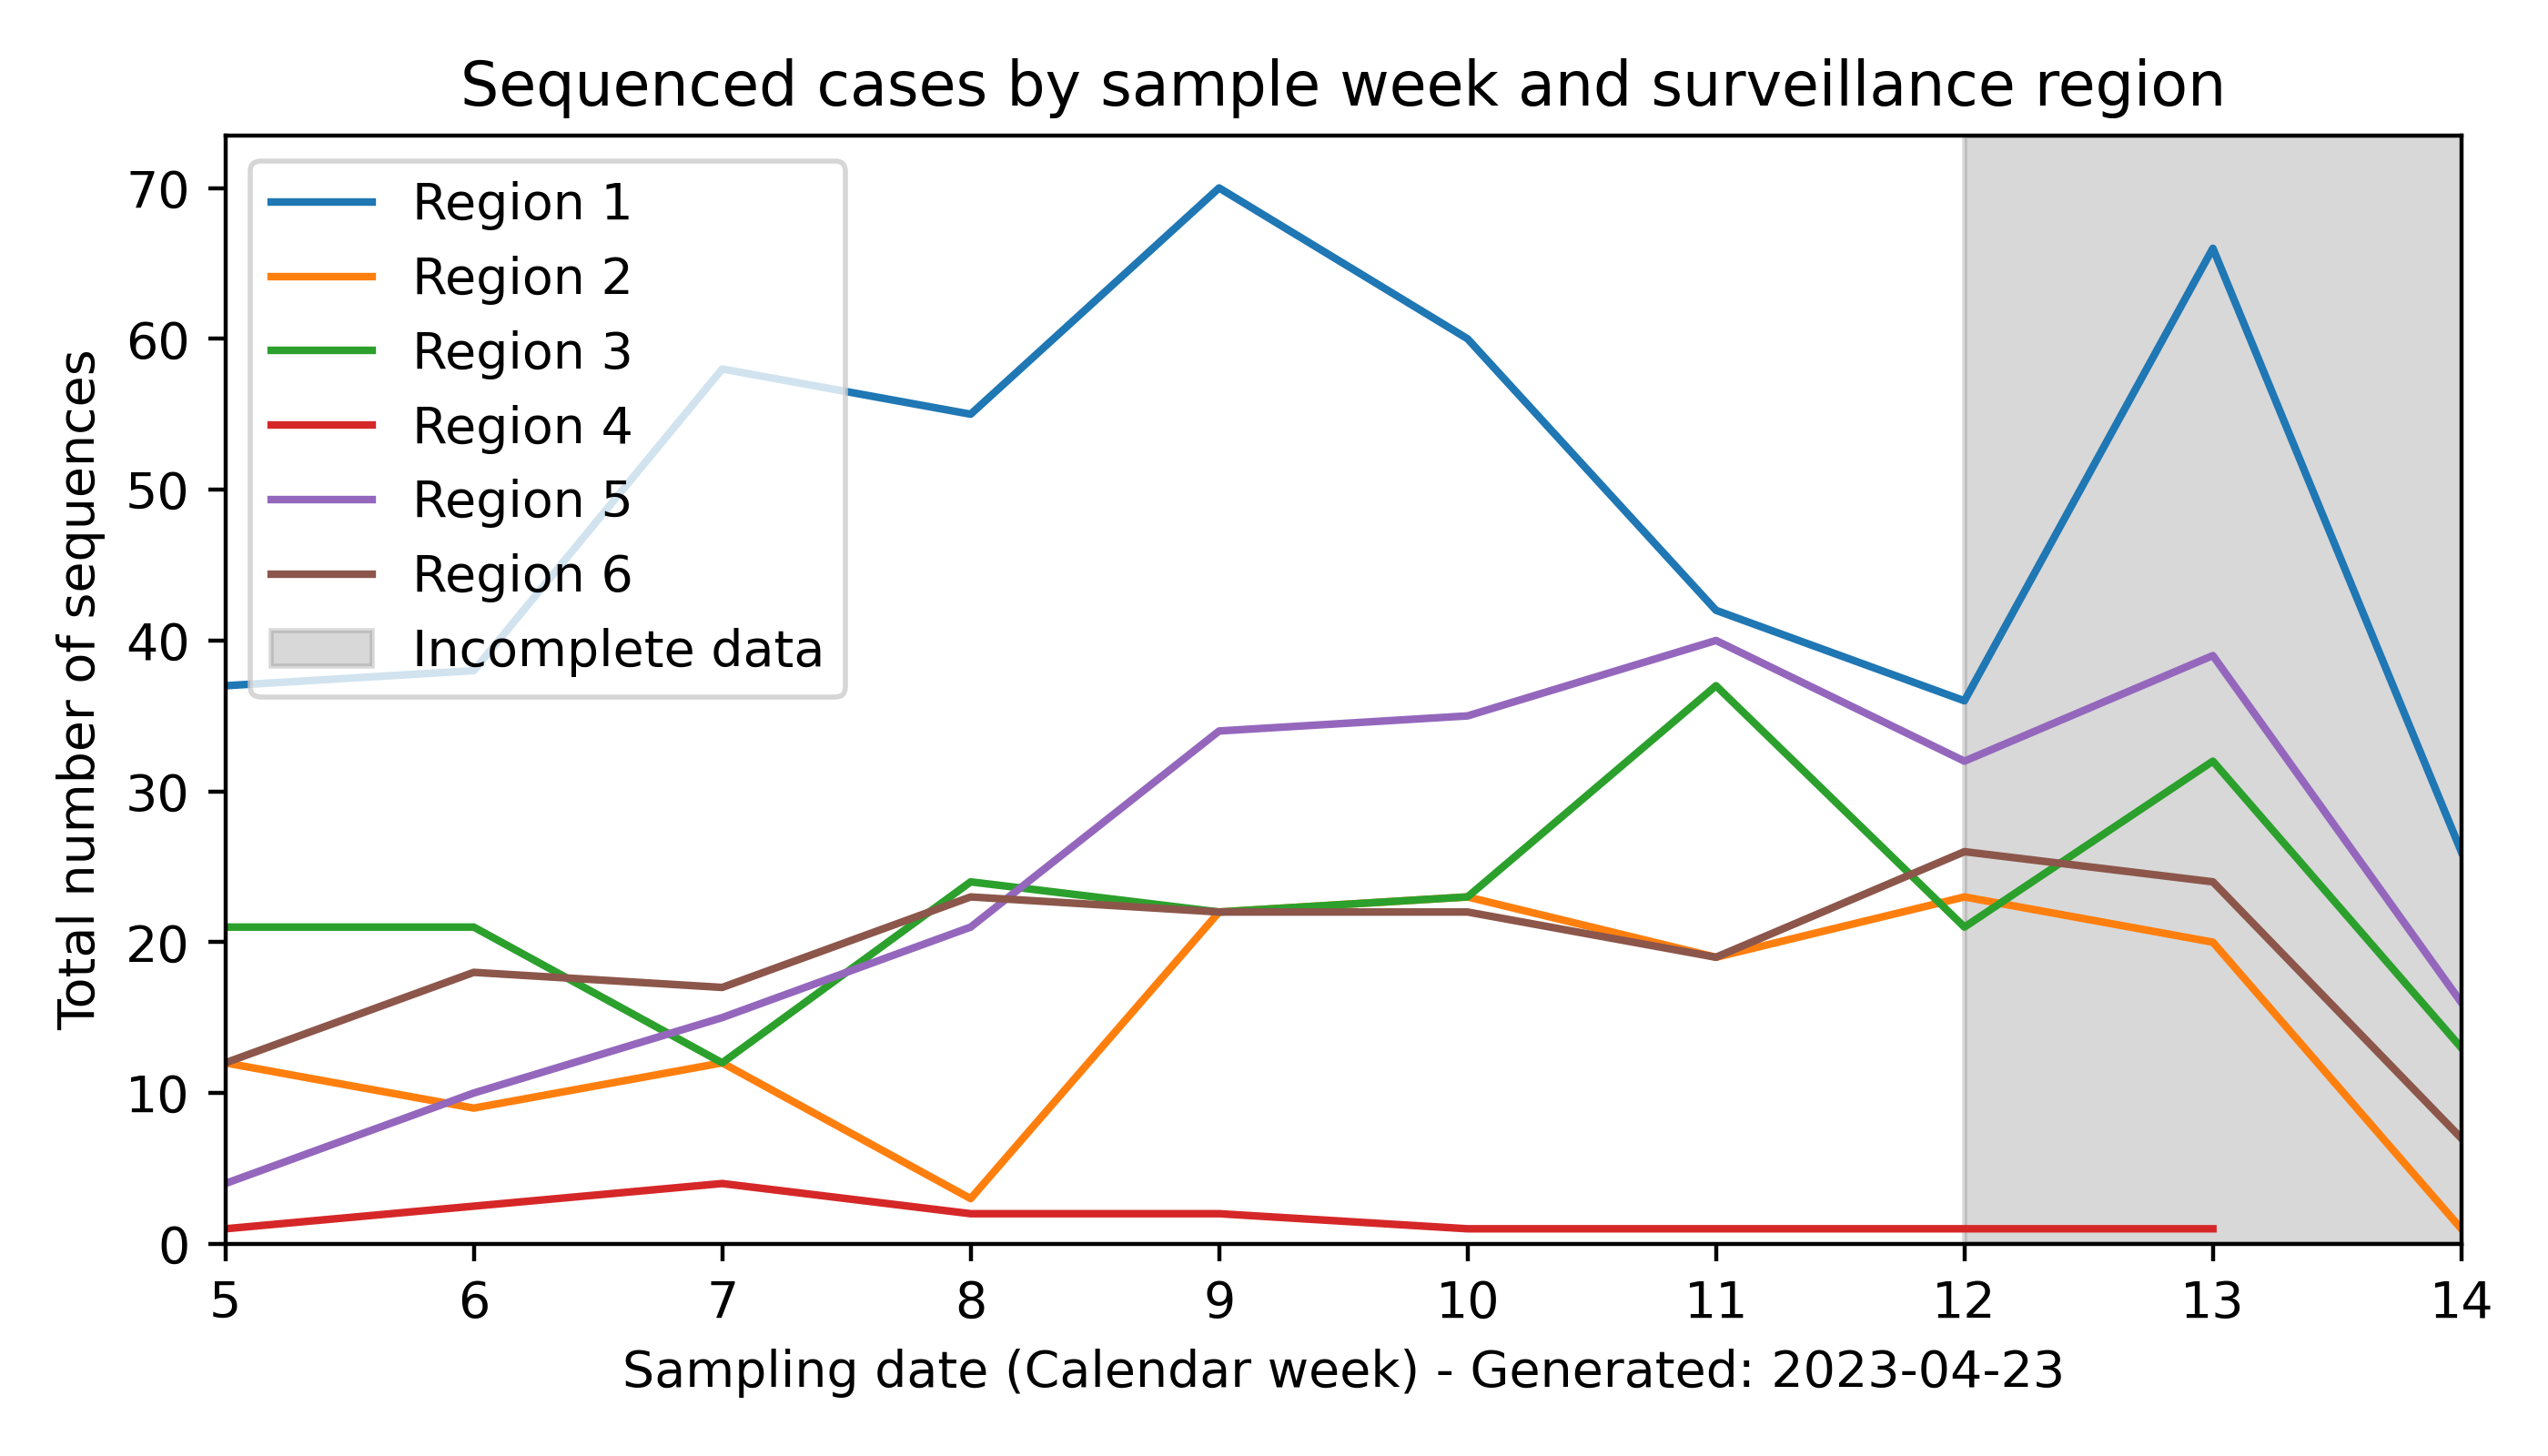 Sequenced cases by sample week and surveillance region
Total number of sequences
70
60
50
40
30
20
10
0
Region 1
Region 2
Region 3
Region 4
Region 5
Region 6
Incomplete data
5 6 7 8 9 10 11 12 13 14
Sampling date (Calendar week) - Generated: 2023-04-23